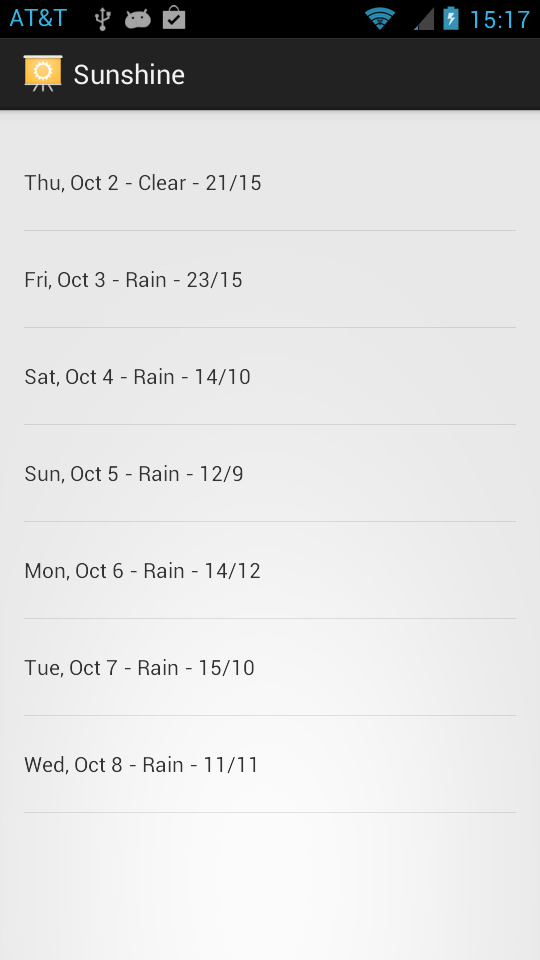 AT&T 15:17
Sunshine
Thu, Oct 2 - Clear - 21/15
Fri, Oct 3 - Rain - 23/15
Sat, Oct 4 - Rain - 14/10
Sun, Oct 5 - Rain - 12/9
Mon, Oct 6 - Rain - 14/12
Tue, Oct 7 - Rain - 15/10
Wed, Oct 8 - Rain - 11/11